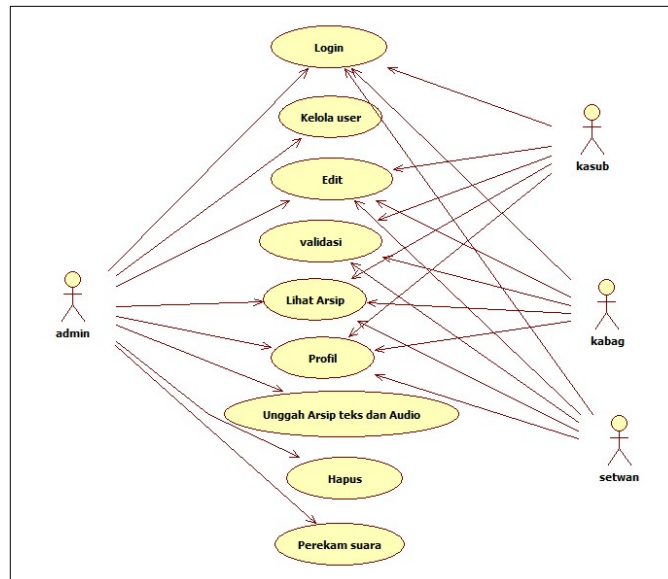 Login
Kelola user
kasub
Edit
validasi
Lihat Arsip
admin
kabag
Profil
Unggah Arsip teks dan Audio
setwan
Hapus
Perekam suara